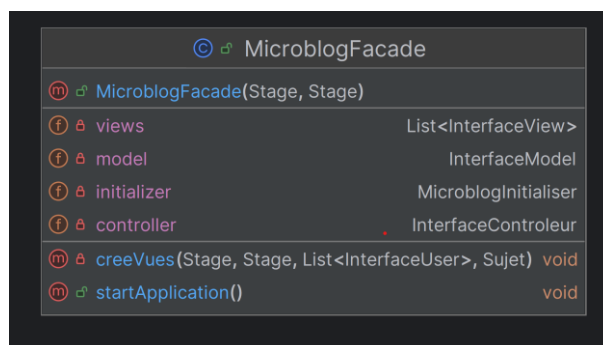 MicroblogFacade
MicroblogFacade(Stage, Stage)
views List<InterfaceView>
model InterfaceModel
initializer MicroblogInitialiser
controller InterfaceControleur
creeVues(Stage, Stage, List<InterfaceUser>, Sujet) void
startApplication() void